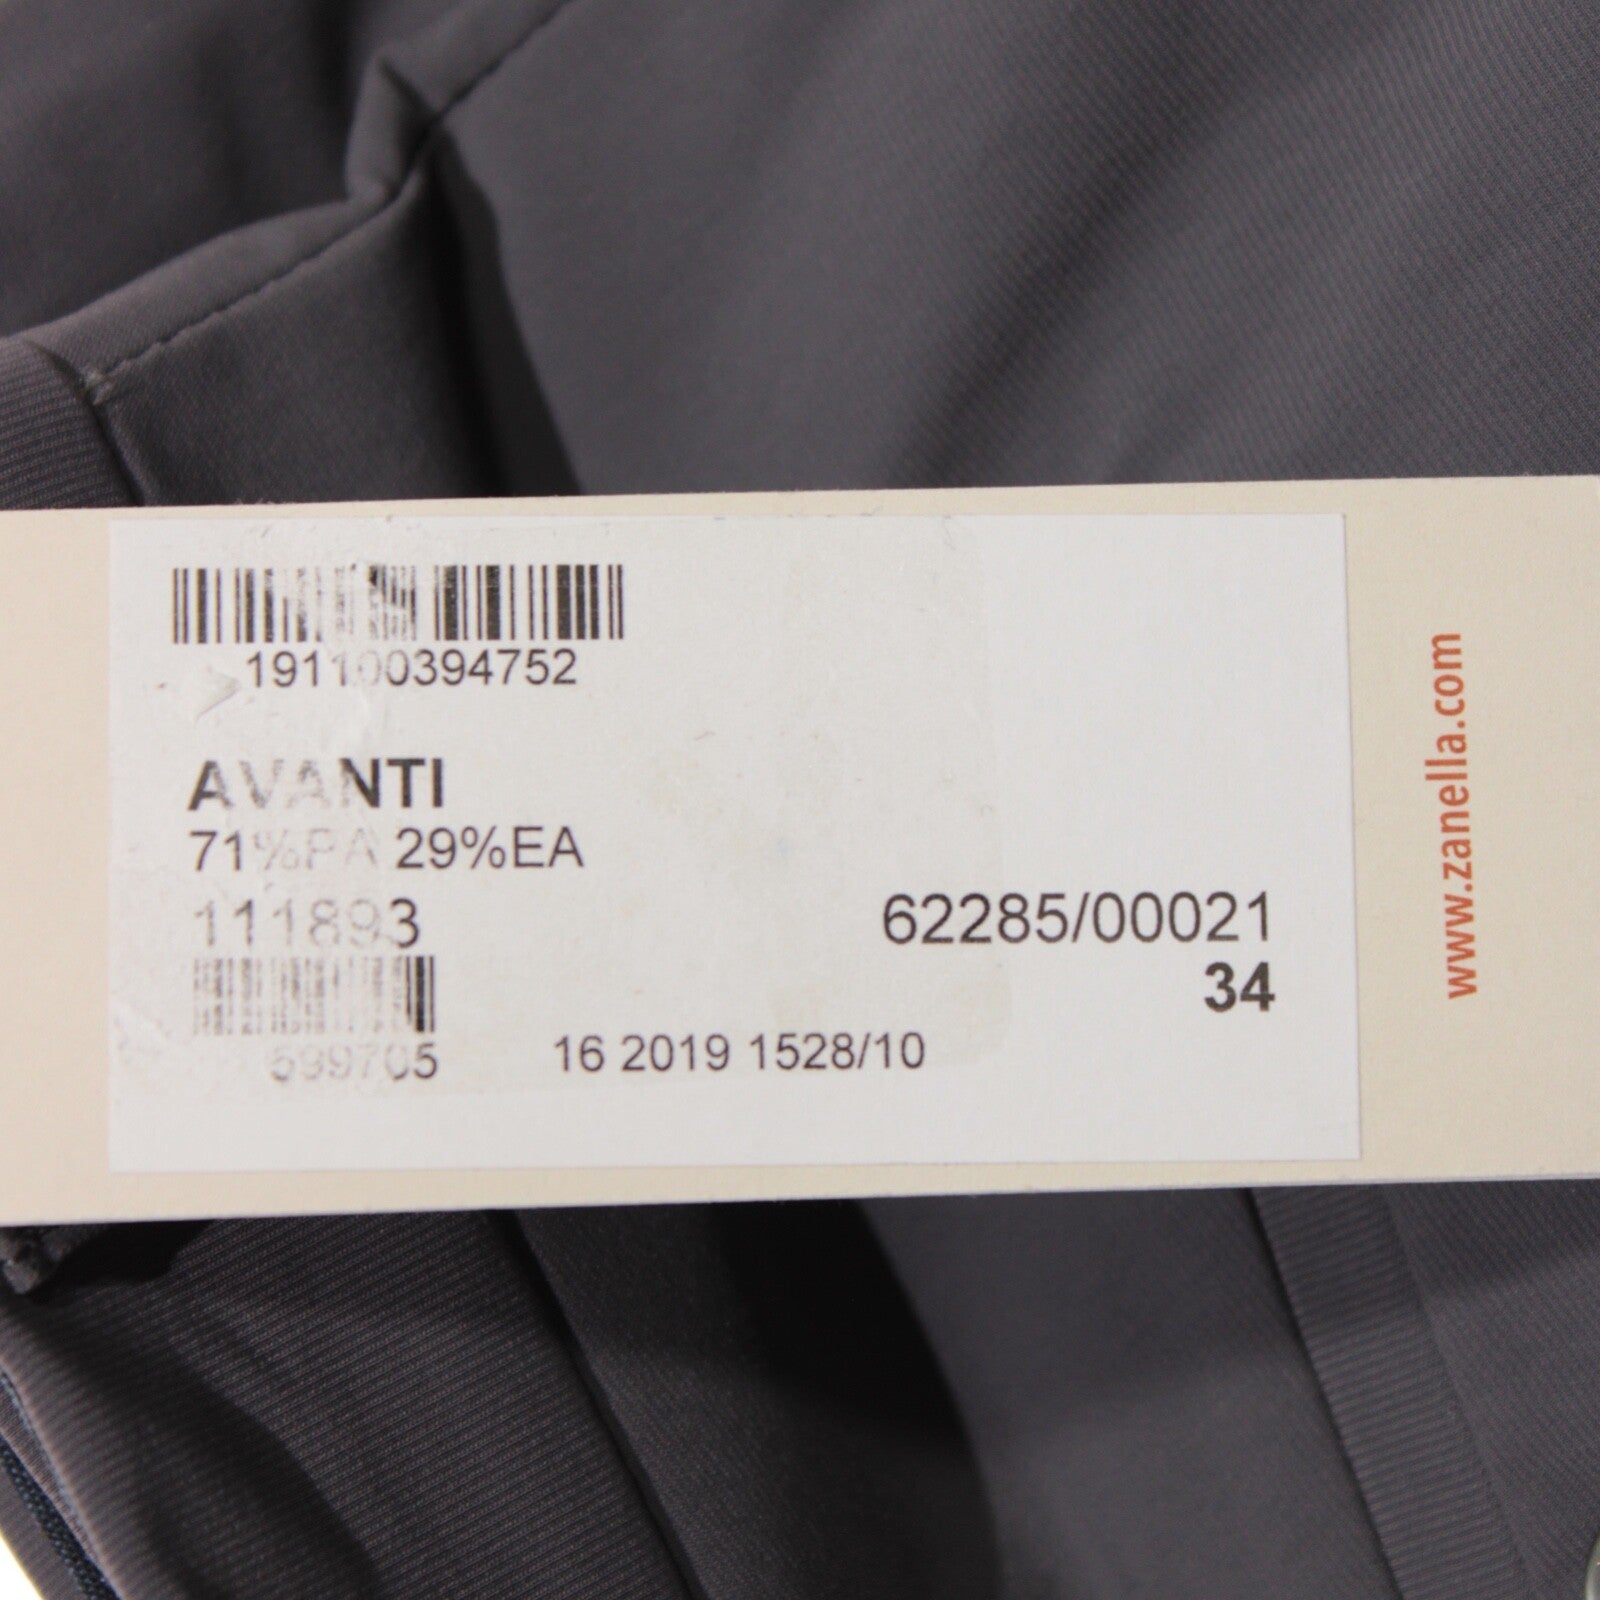 191100394752
AVANTI
71%PA 29%EA
111893
62285/00021
34
599705
16 2019 1528/10
www.zanella.com